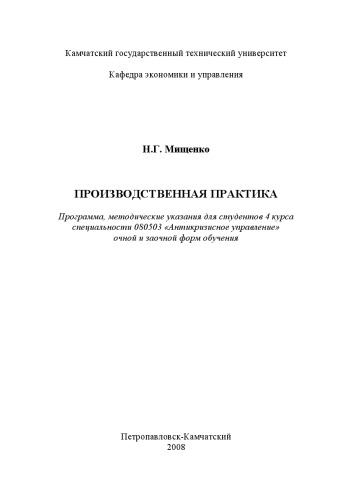 Камчатский государственный технический университет
Кафедра экономики и управления
Н.Г. Мищенко
ПРОИЗВОДСТВЕННАЯ ПРАКТИКА
Программа, методические указания для студентов 4 курса
специальности 080503 «Антикризисное управление»
очной и заочной форм обучения
Петропавловск-Камчатский
2008